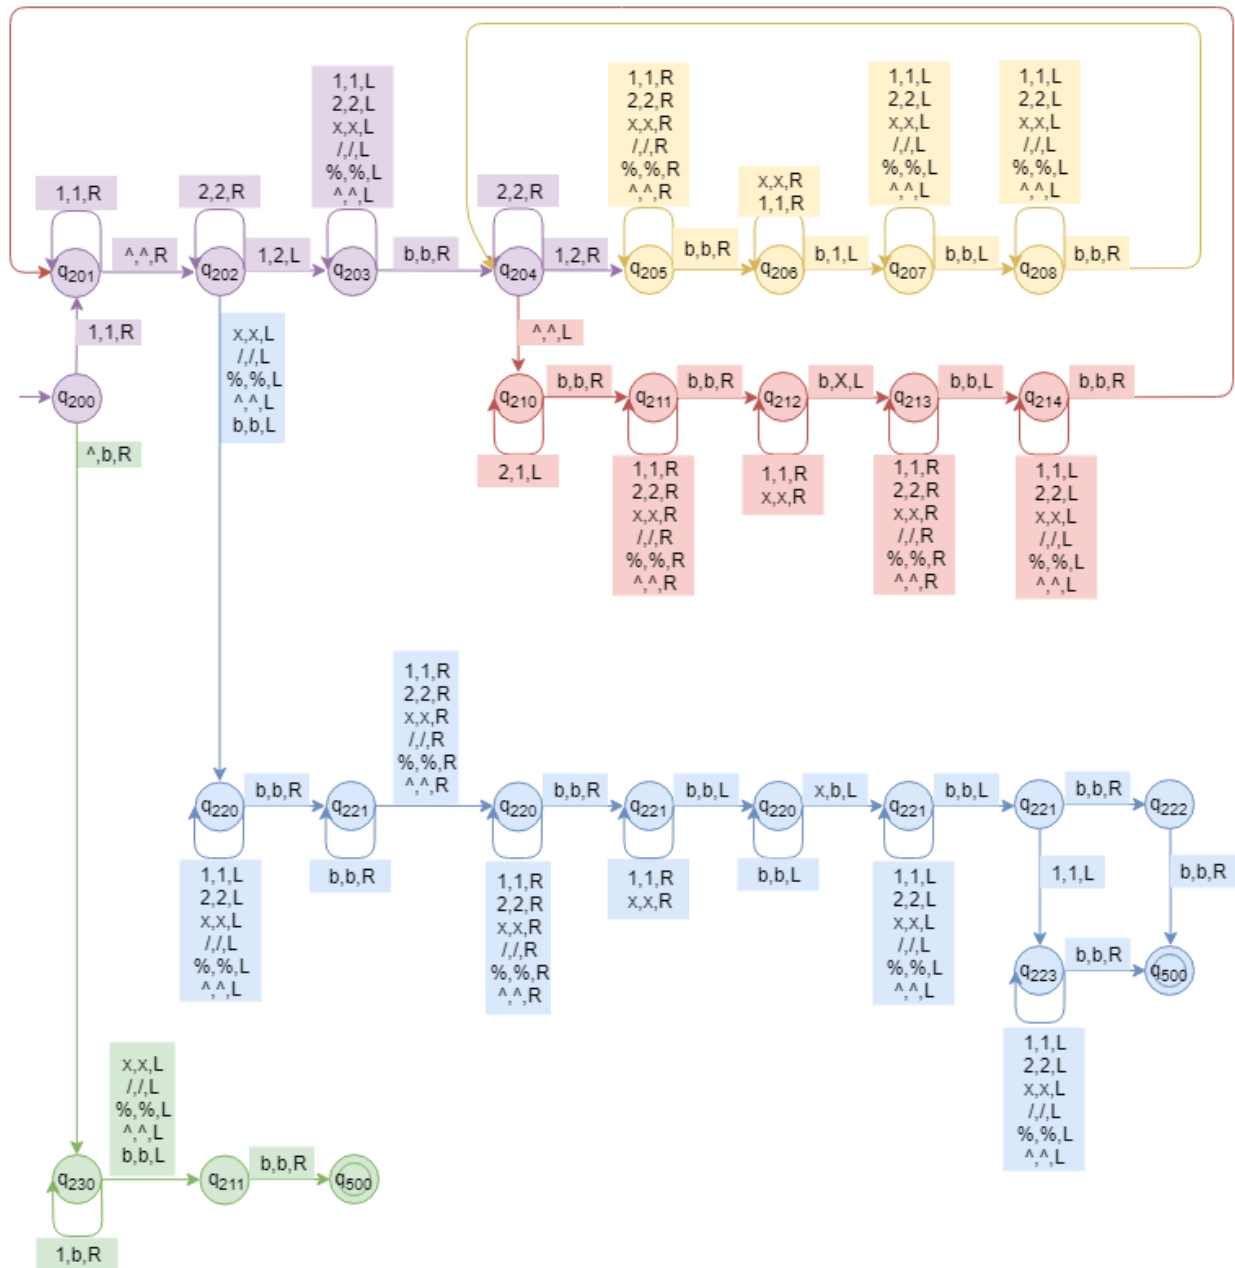 1,1,R
2,2,R
1,1,L
2,2,L
x,x,L
/,/,L
%,%,L
^,^,L
2,2,R
1,1,R
2,2,R
x,x,R
/,/,R
%,%,R
^,^,R
x,x,R
1,1,R
1,1,L
2,2,L
x,x,L
/,/,L
%,%,L
^,^,L
1,1,L
2,2,L
x,x,L
/,/,L
%,%,L
^,^,L
q201
^,^,R
q202
1,2,L
q203
b,b,R
q204
1,2,R
q205
b,b,R
q206
b,1,L
q207
b,b,L
q208
b,b,R
1,1,R
x,x,L
/,/,L
%,%,L
^,^,L
b,b,L
^,^,L
q200
q210
b,b,R
q211
b,b,R
q212
b,X,L
q213
b,b,L
q214
b,b,R
^,b,R
2,1,L
1,1,R
2,2,R
x,x,R
/,/,R
%,%,R
^,^,R
1,1,R
x,x,R
1,1,R
2,2,R
x,x,R
/,/,R
%,%,R
^,^,R
1,1,L
2,2,L
x,x,L
/,/,L
%,%,L
^,^,L
1,1,R
2,2,R
x,x,R
/,/,R
%,%,R
^,^,R
q220
b,b,R
q221
q220
b,b,R
q221
b,b,L
q220
x,b,L
q221
b,b,L
q221
b,b,R
q222
1,1,L
2,2,L
x,x,L
/,/,L
%,%,L
^,^,L
b,b,R
1,1,R
2,2,R
x,x,R
/,/,R
%,%,R
^,^,R
1,1,R
x,x,R
b,b,L
1,1,L
2,2,L
x,x,L
/,/,L
%,%,L
^,^,L
1,1,L
b,b,R
q223
b,b,R
q500
1,1,L
2,2,L
x,x,L
/,/,L
%,%,L
^,^,L
x,x,L
/,/,L
%,%,L
^,^,L
b,b,L
q230
q211
b,b,R
q500
1,b,R